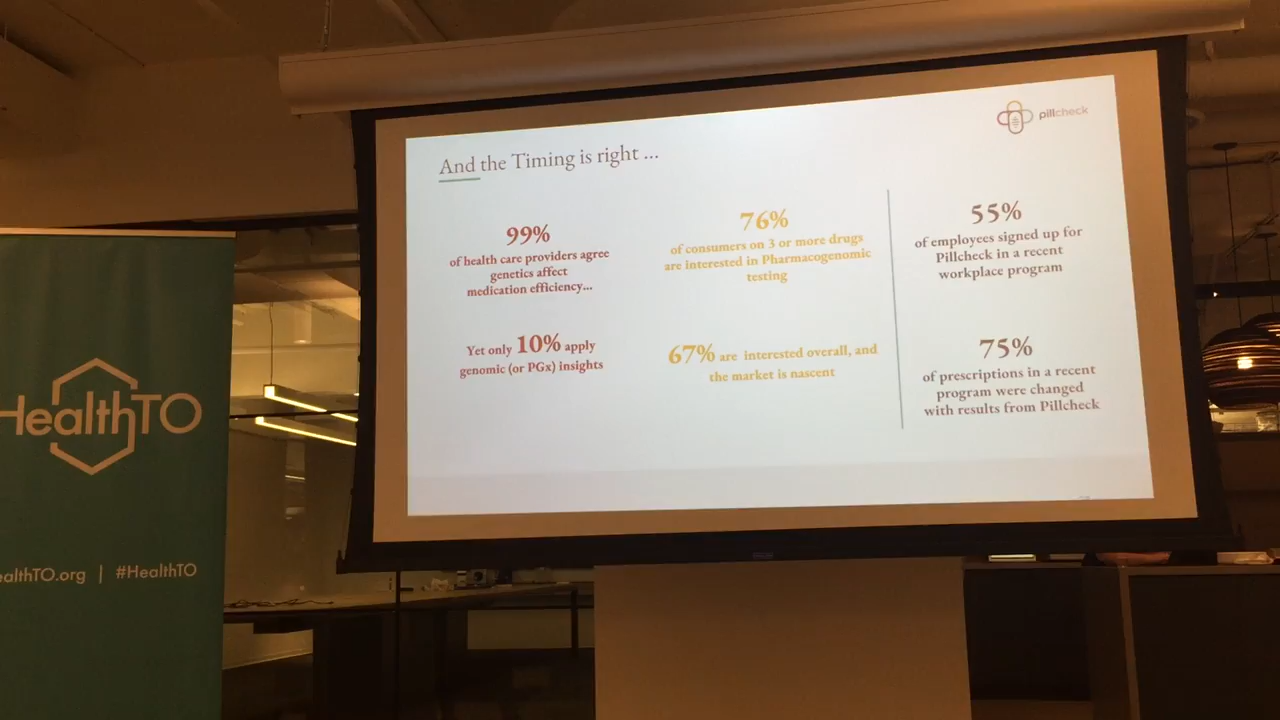 pillcheck
And the Timing is right ...
99%
of health care providers agree
genetics affect
medication efficiency...
Yet only 10% apply
genomic (or PGx) insights
76%
of consumers on 3 or more drugs
are interested in Pharmacogenomic
testing
67% are interested overall, and
the market is nascent
55%
of employees signed up for
Pillcheck in a recent
workplace program
75%
of prescriptions in a recent
program were changed
with results from Pillcheck
HealthTO
ealthTO.org | #HealthTO